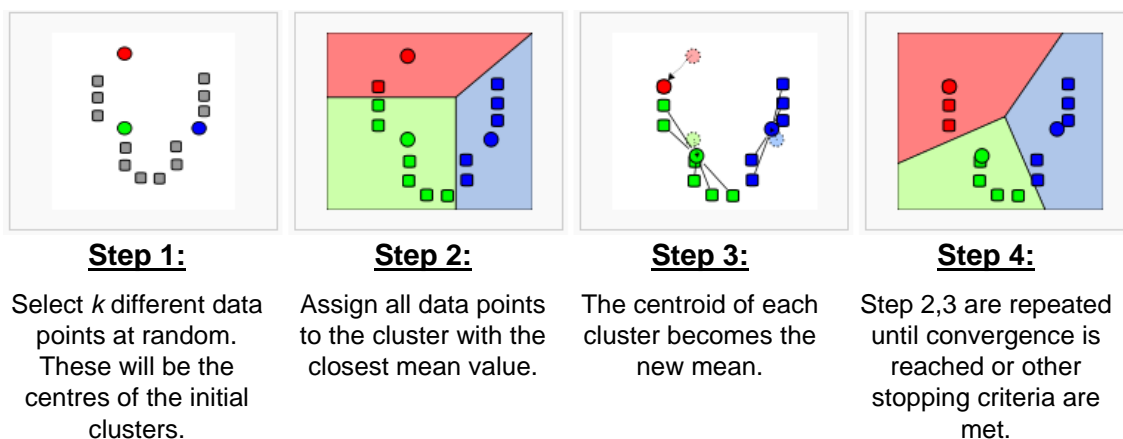 Step 1:
Select k different data
points at random.
These will be the
centres of the initial
clusters.
Step 2:
Assign all data points
to the cluster with the
closest mean value.
Step 3:
The centroid of each
cluster becomes the
new mean.
Step 4:
Step 2,3 are repeated
until convergence is
reached or other
stopping criteria are
met.